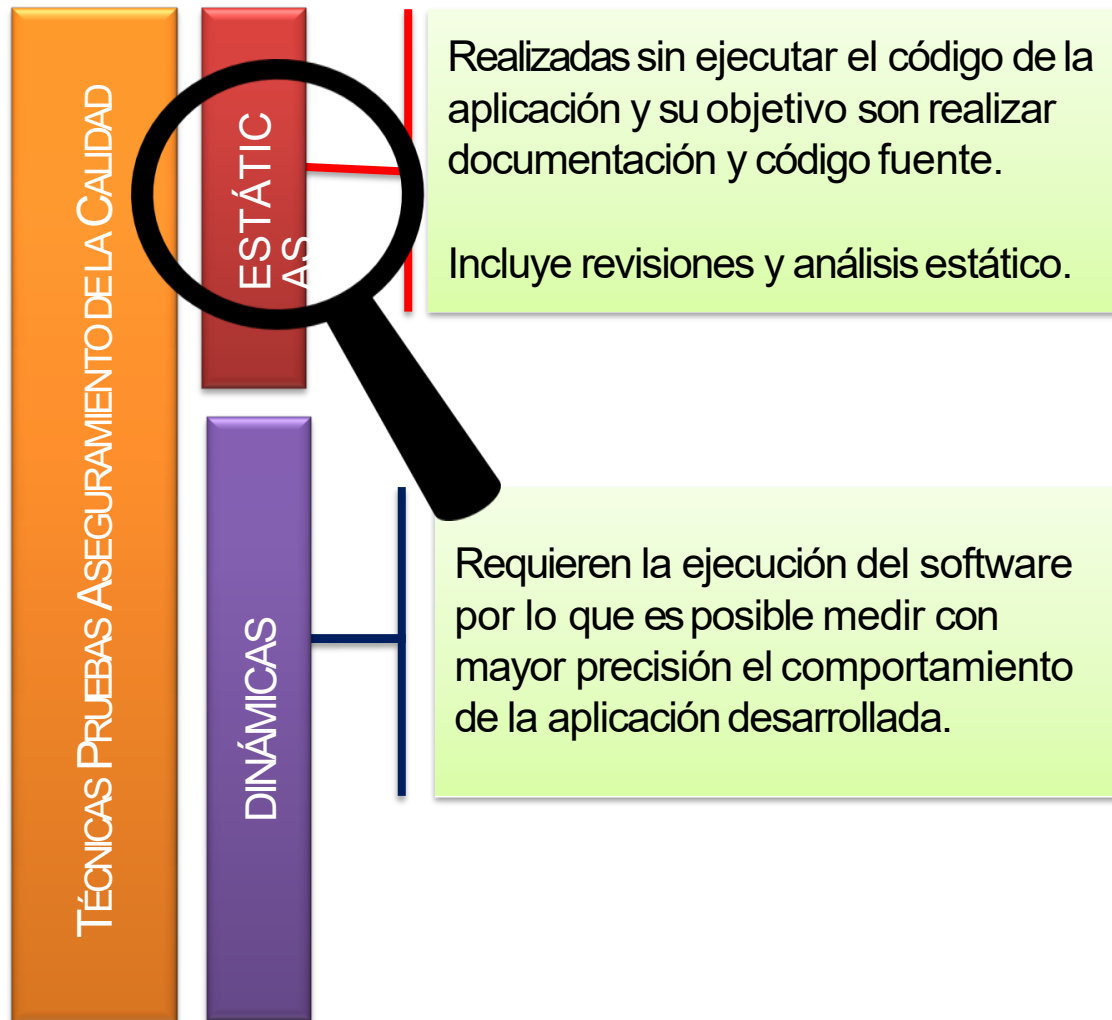 TÉCNICAS PRUEBAS ASEGURAMIENTO DE LA CALIDAD
ESTÁTIC
AS
Realizadas sin ejecutar el código de la
aplicación y su objetivo son realizar
documentación y código fuente.
Incluye revisiones y análisis estático.
DINÁMICAS
Requieren la ejecución del software
por lo que es posible medir con
mayor precisión el comportamiento
de la aplicación desarrollada.